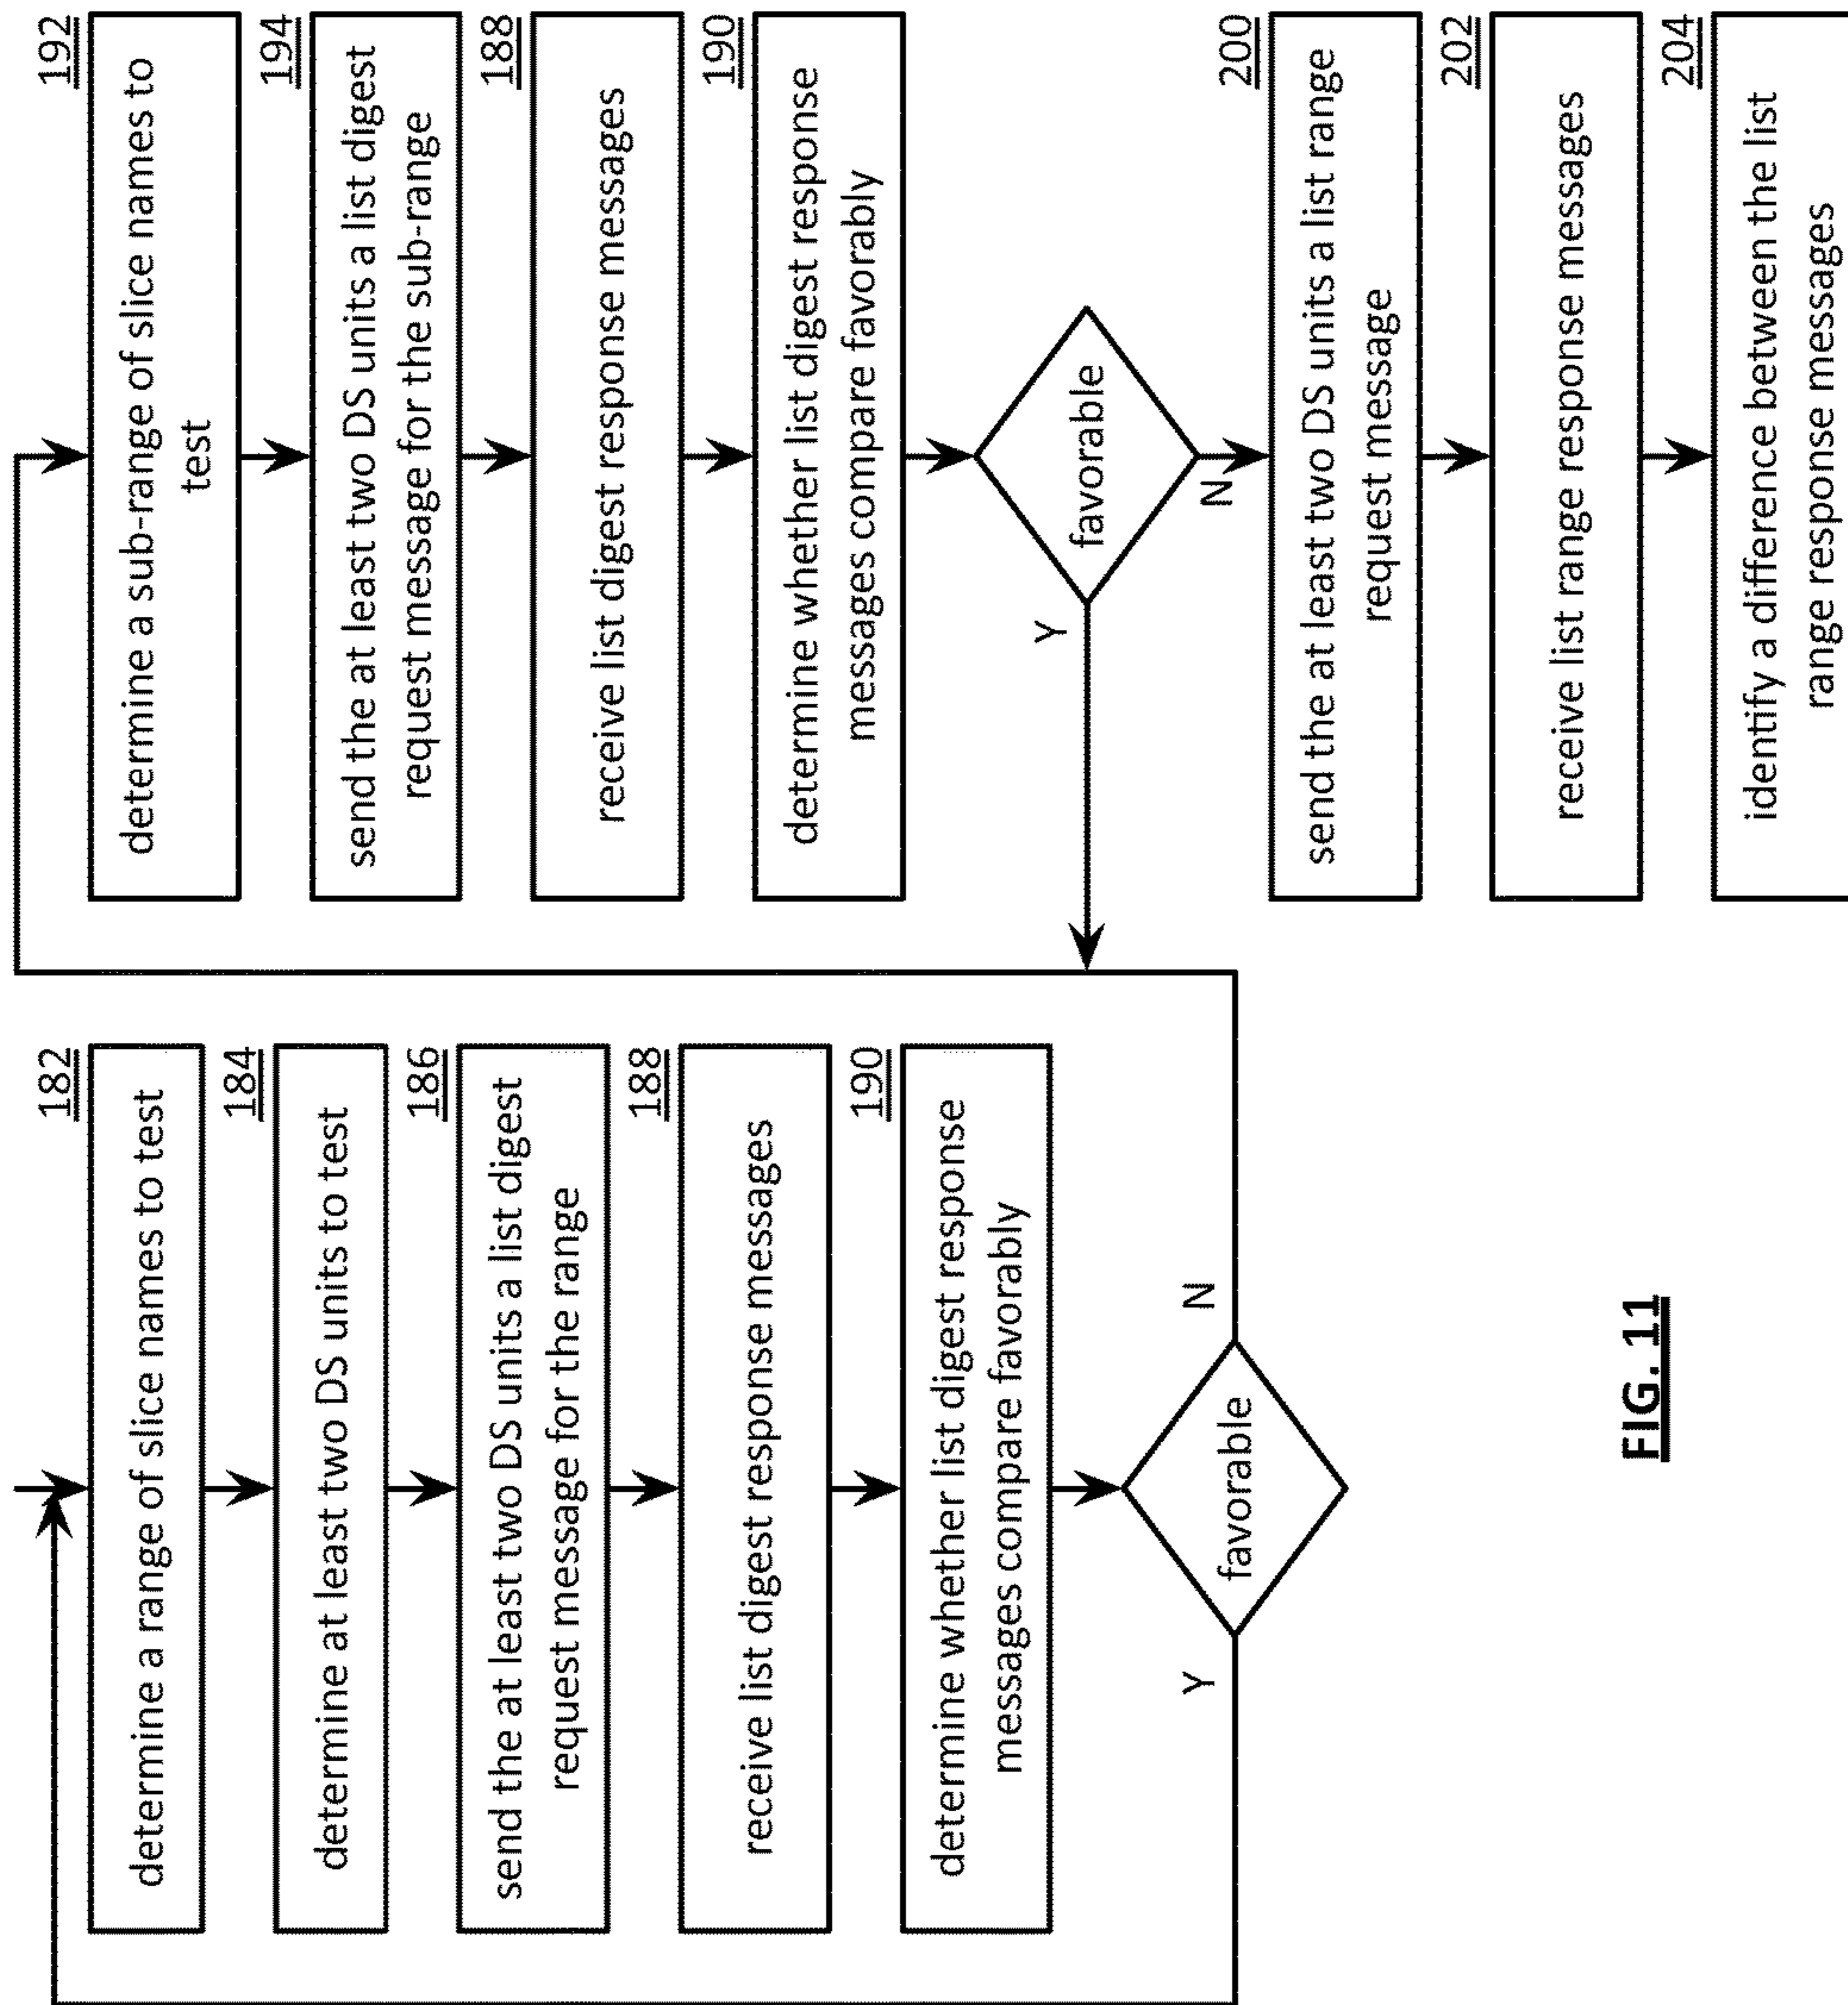 182
determine a range of slice names to test
184
determine at least two DS units to test
186
send the at least two DS units a list digest
request message for the range
188
receive list digest response messages
190
determine whether list digest response
messages compare favorably
favorable
Y
N
192
determine a sub-range of slice names to
test
194
send the at least two DS units a list digest
request message for the sub-range
188
receive list digest response messages
190
determine whether list digest response
messages compare favorably
favorable
Y
N
200
send the at least two DS units a list range
request message
202
receive list range response messages
204
identify a difference between the list
range response messages
FIG. 11